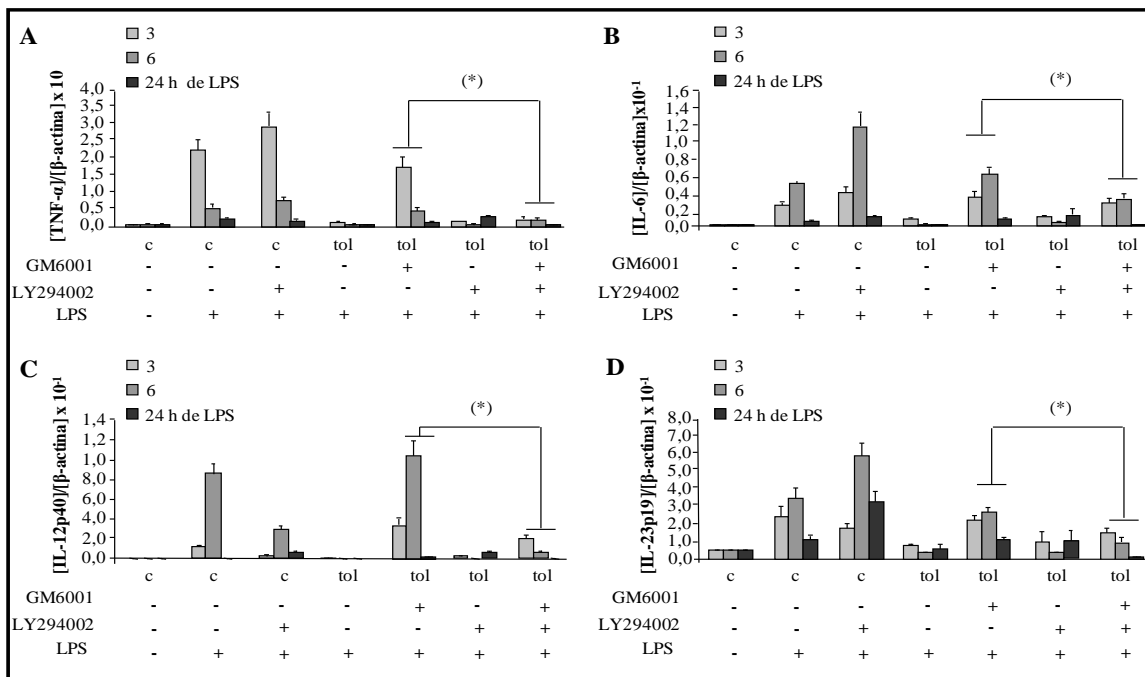 A
3
6
24 h de LPS
[TNF-α]/[β-actina] x 10
4,0
3,5
3,0
2,5
2,0
1,5
1,0
0,5
0,0
(*)
c c c tol tol tol tol
GM6001 - - - - + - +
LY294002 - - + - - + +
LPS - + + + + + +
B
3
6
24 h de LPS
[IL-6]/[β-actina]x10-1
1,6
1,4
1,2
1,0
0,8
0,6
0,4
0,2
0,0
(*)
c c c tol tol tol tol
GM6001 - - - - + - +
LY294002 - - + - - + +
LPS - + + + + + +
C
3
6
24 h de LPS
[IL-12p40]/[β-actina] x 10-1
1,4
1,2
1,0
8,0
6,0
4,0
2,0
0,0
(*)
c c c tol tol tol tol
GM6001 - - - - + - +
LY294002 - - + - - + +
LPS - + + + + + +
D
3
6
24 h de LPS
[IL-23p19]/[β-actina] x 10-1
8,0
7,0
6,0
5,0
4,0
3,0
2,0
1,0
0,0
(*)
c c c tol tol tol tol
GM6001 - - - - + - +
LY294002 - - + - - + +
LPS - + + + + + +